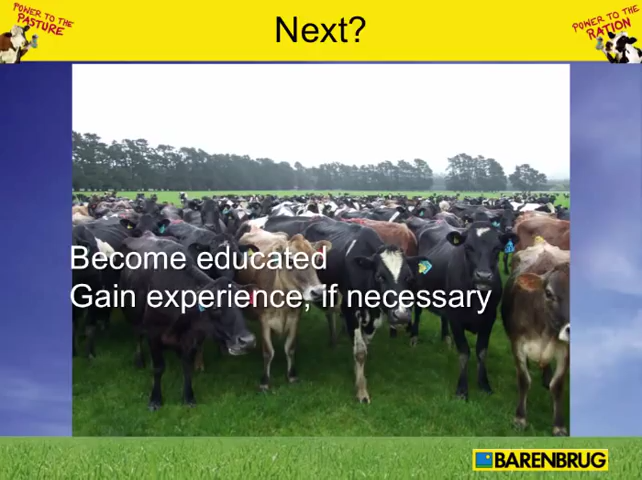 POWER TO THE
PASTURE
Next?
POWER TO THE
RATION
Become educated
Gain experience, if necessary
BARENBRUG